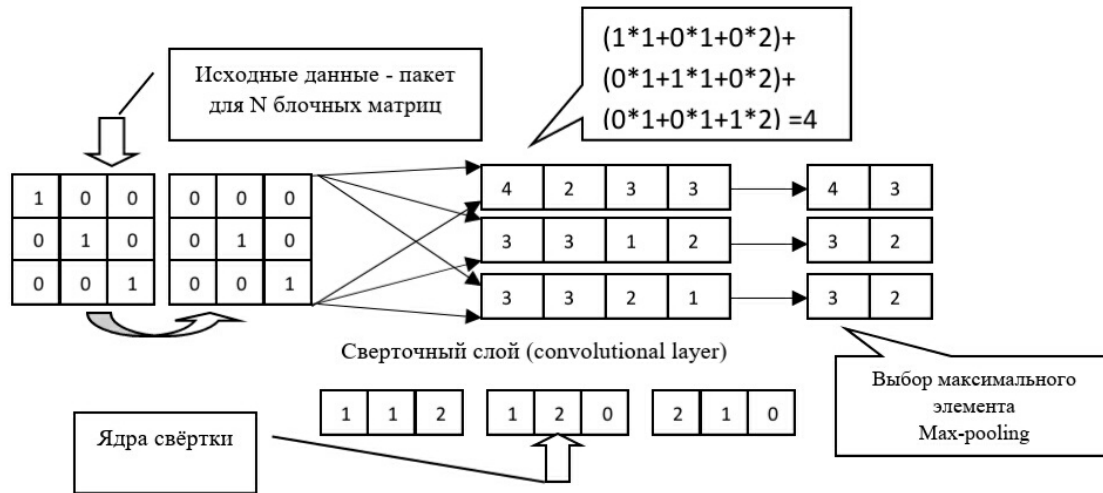 Исходные данные - пакет
для N блочных матриц
(1*1+0*1+0*2)+
(0*1+1*1+0*2)+
(0*1+0*1+1*2) =4
1 0 0
0 1 0
0 0 1
0 0 0
0 1 0
0 0 1
4 2 3 3
3 3 1 2
3 3 2 1
4 3
3 2
3 2
Сверточный слой (convolutional layer)
1 1 2
1 2 0
2 1 0
Ядра свёртки
Выбор максимального
элемента
Max-pooling